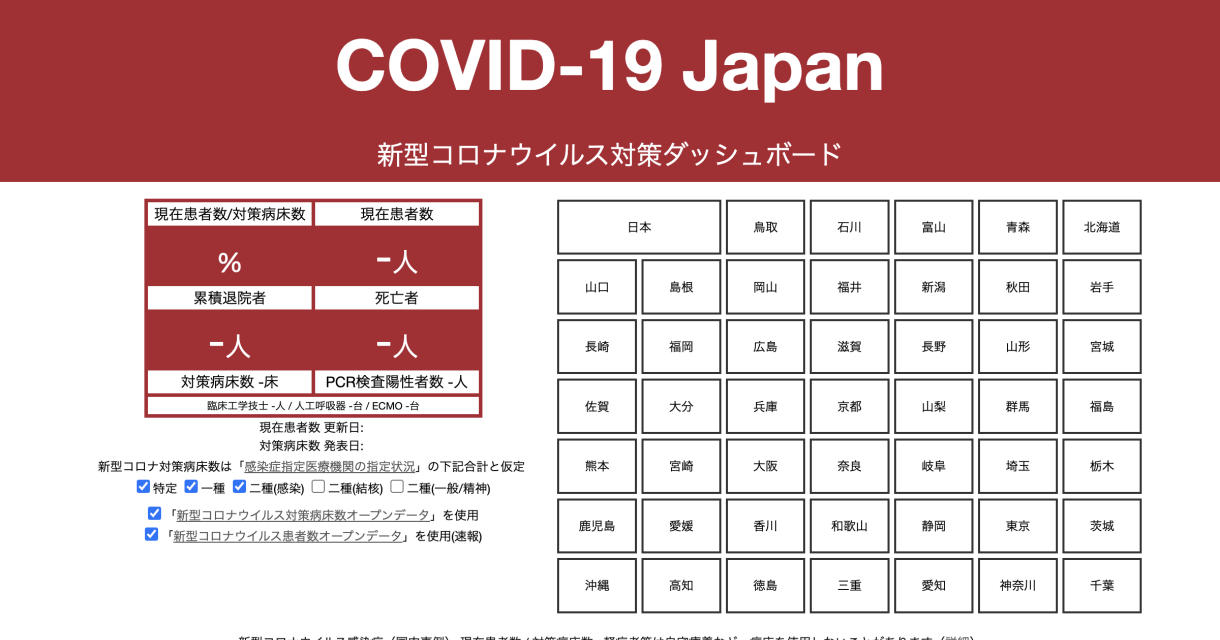 COVID-19 Japan
新型コロナウイルス対策ダッシュボード
現在患者数/対策病床数 現在患者数
% -人
累積退院者 死亡者
-人 -人
対策病床数 -床 PCR検査陽性者数 -人
臨床工学技士 -人 / 人工呼吸器 -台 / ECMO -台
現在患者数 更新日:
対策病床数 発表日:
新型コロナ対策病床数は「感染症指定医療機関の指定状況」の下記合計と仮定
特定 一種 二種(感染) 二種(結核) 二種(一般/精神)
「新型コロナウイルス対策病床数オープンデータ」を使用
「新型コロナウイルス患者数オープンデータ」を使用(速報)
日本 鳥取 石川 富山 青森 北海道
山口 島根 岡山 福井 新潟 秋田 岩手
長崎 福岡 広島 滋賀 長野 山形 宮城
佐賀 大分 兵庫 京都 山梨 群馬 福島
熊本 宮崎 大阪 奈良 岐阜 埼玉 栃木
鹿児島 愛媛 香川 和歌山 静岡 東京 茨城
沖縄 高知 徳島 三重 愛知 神奈川 千葉